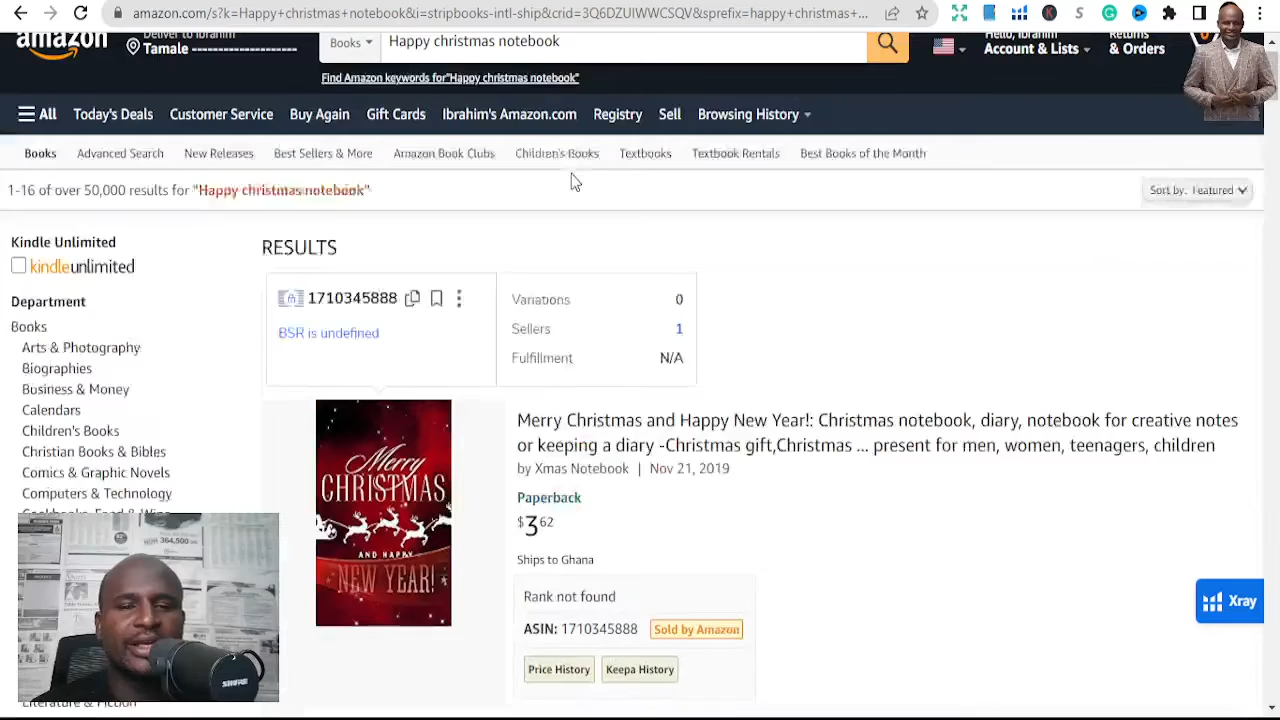 amazon.com/s?k=Happy+christmas+notebook&i=stripbooks-intl-ship&crid=3Q6DZUIWWCSQV&sprefix=happy+christmas+...
amazon
Deliver to Ibrahim
Tamale
Books
Happy christmas notebook
Hello, Ibrahim
Account & Lists
Returns
& Orders
Find Amazon keywords for"Happy christmas notebook"
All
Today's Deals
Customer Service
Buy Again
Gift Cards
Ibrahim's Amazon.com
Registry
Sell
Browsing History
Books
Advanced Search
New Releases
Best Sellers & More
Amazon Book Clubs
Children's Books
Textbooks
Textbook Rentals
Best Books of the Month
1-16 of over 50,000 results for "Happy christmas notebook"
Sort by: Featured
Kindle Unlimited
kindleunlimited
Department
Books
Arts & Photography
Biographies
Business & Money
Calendars
Children's Books
Christian Books & Bibles
Comics & Graphic Novels
Computers & Technology
Literature & Fiction
RESULTS
1710345888
BSR is undefined
Variations 0
Sellers 1
Fulfillment N/A
Merry
CHRISTMAS
AND HAPPY
NEW YEAR!
Merry Christmas and Happy New Year!: Christmas notebook, diary, notebook for creative notes
or keeping a diary -Christmas gift,Christmas ... present for men, women, teenagers, children
by Xmas Notebook | Nov 21, 2019
Paperback
$3 62
Ships to Ghana
Rank not found
ASIN: 1710345888 Sold by Amazon
Price History
Keepa History
Xray
SHURE